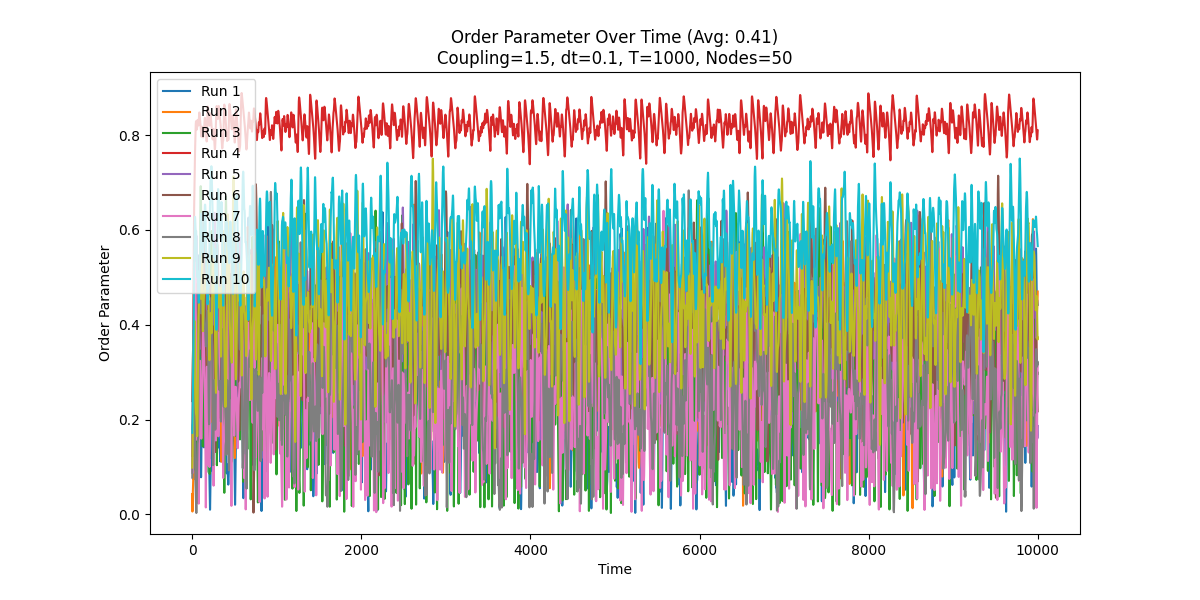 Order Parameter Over Time (Avg: 0.41)
Coupling=1.5, dt=0.1, T=1000, Nodes=50
Run 1
Run 2
Run 3
Run 4
Run 5
Run 6
Run 7
Run 8
Run 9
Run 10
Order Parameter
0.8
0.6
0.4
0.2
0.0
0 2000 4000 6000 8000 10000
Time